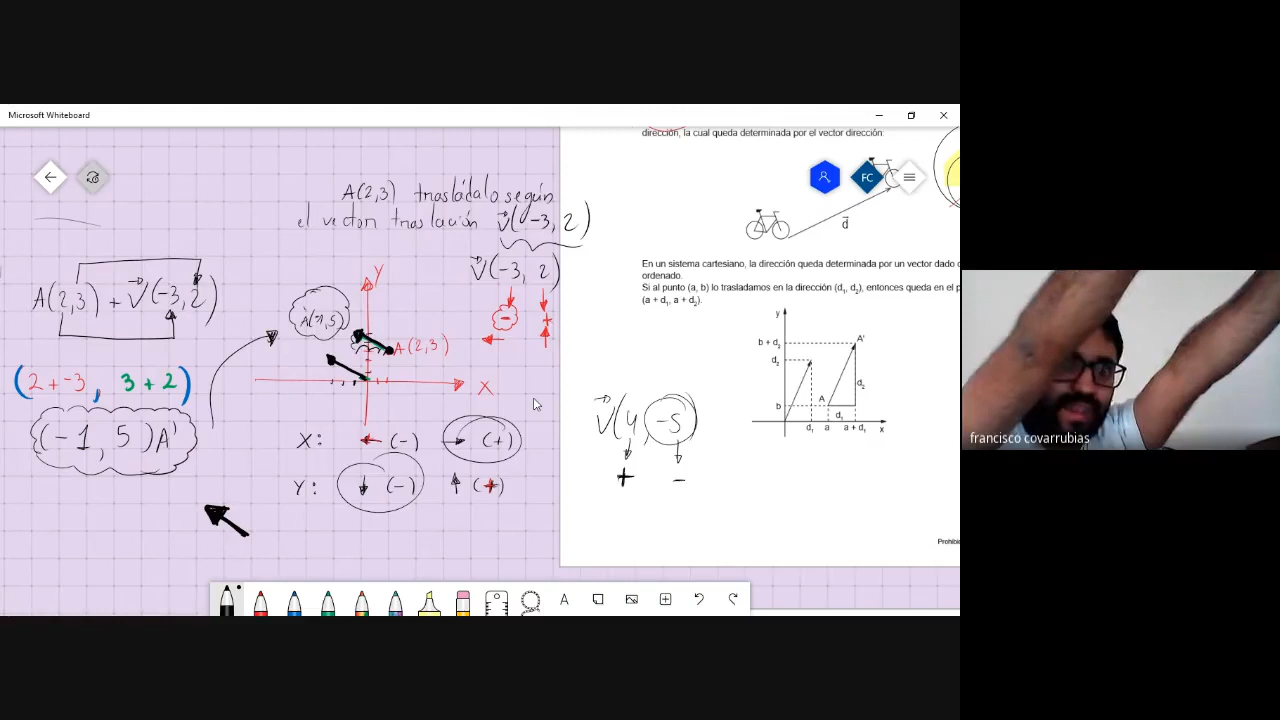 Microsoft Whiteboard
dirección, la cual queda determinada por el vector dirección:
FC
d
A(2,3) trasládalo según
el vector traslación v(-3, 2)
v(-3, 2)
- +
A(2,3) + v(-3, 2)
Y
A(2,3)
X
(2 + -3, 3 + 2)
(-1, 5) A'
X: (-) (+)
Y: (-) (+)
En un sistema cartesiano, la dirección queda determinada por un vector dado
ordenado.
Si al punto (a, b) lo trasladamos en la dirección (d1, d2), entonces queda en el
(a + d1, a + d2).
y
b + d2
A'
d2
d2
A
b
d1
d1
a
a + d1
x
v(4, -5)
+ -
A
francisco covarrubias